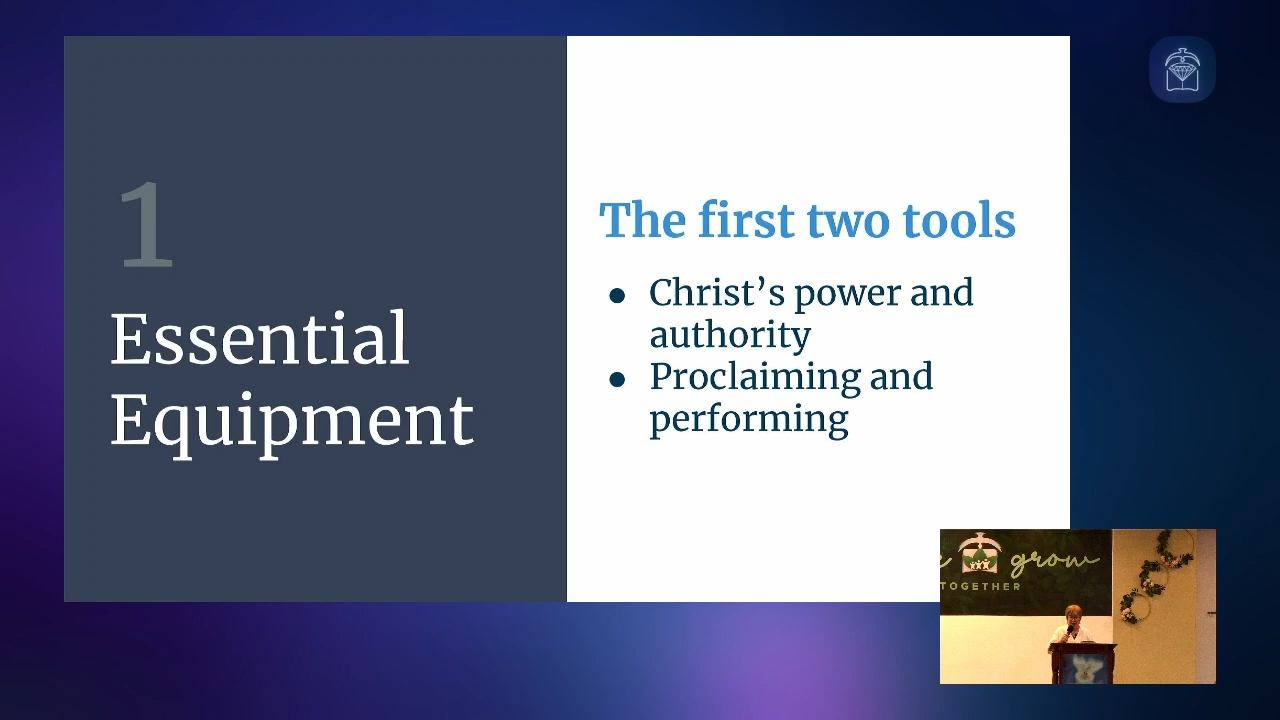 1
Essential
Equipment
The first two tools
● Christ’s power and
authority
● Proclaiming and
performing
grow
TOGETHER